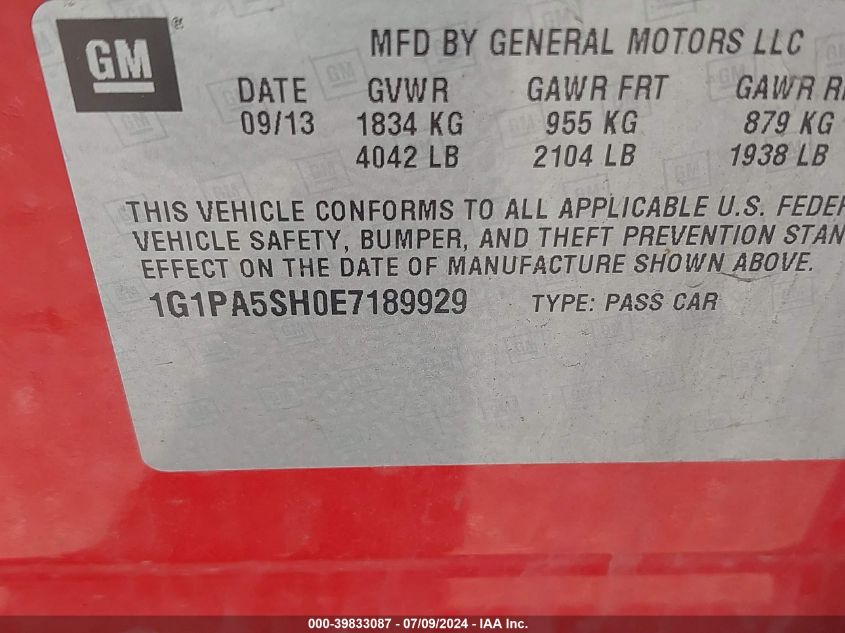 GM ®
MFD BY GENERAL MOTORS LLC
DATE GVWR GAWR FRT GAWR
09/13 1834 KG 955 KG 879 KG
4042 LB 2104 LB 1938 LB
THIS VEHICLE CONFORMS TO ALL APPLICABLE U.S.
VEHICLE SAFETY, BUMPER, AND THEFT PREVENTION
EFFECT ON THE DATE OF MANUFACTURE SHOWN ABOVE.
1G1PA5SH0E7189929 TYPE: PASS CAR
000-39833087 - 07/09/2024 - IAA Inc.